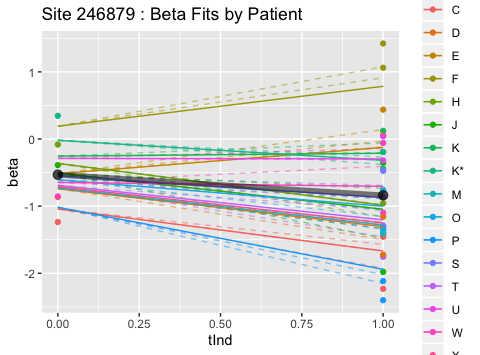 Site 246879 : Beta Fits by Patient
beta
1
0
-1
-2
0.00 0.25 0.50 0.75 1.00
tInd
C
D
E
F
H
J
K
K*
M
O
P
S
T
U
W